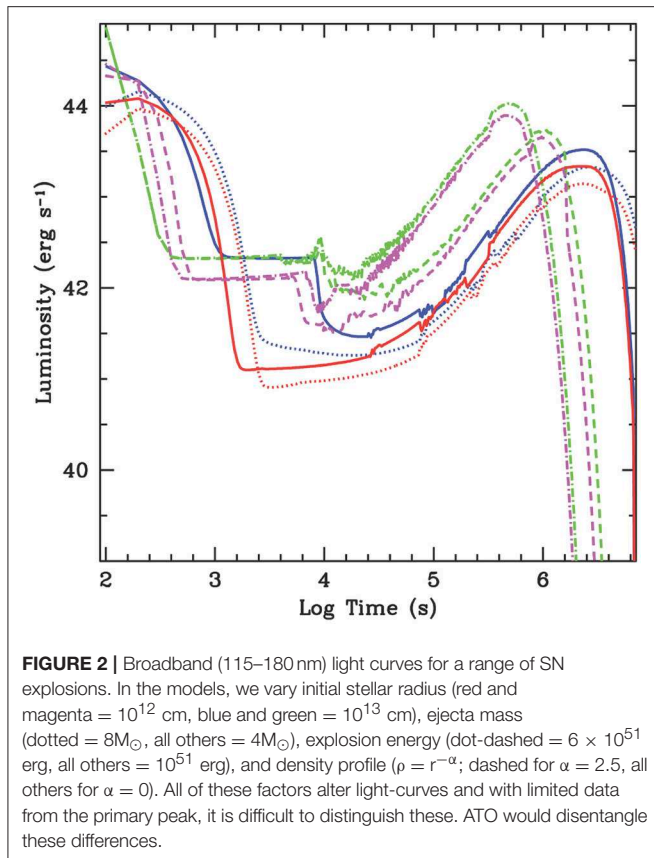 44
42
40
Luminosity (erg s⁻¹)
2 3 4 5 6
Log Time (s)
FIGURE 2 | Broadband (115–180 nm) light curves for a range of SN
explosions. In the models, we vary initial stellar radius (red and
magenta = 10¹² cm, blue and green = 10¹³ cm), ejecta mass
(dotted = 8M⊙, all others = 4M⊙), explosion energy (dot-dashed = 6 × 10⁵¹
erg, all others = 10⁵¹ erg), and density profile (ρ = r⁻ᵅ; dashed for α = 2.5, all
others for α = 0). All of these factors alter light-curves and with limited data
from the primary peak, it is difficult to distinguish these. ATO would disentangle
these differences.